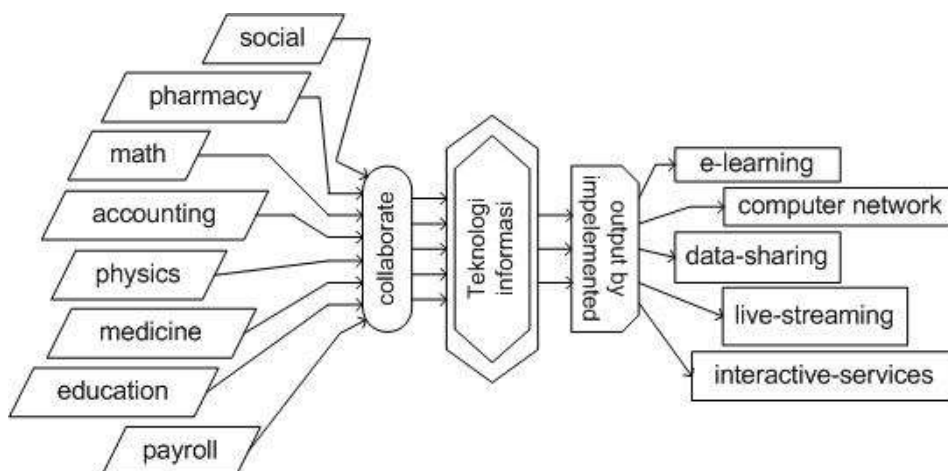 social
pharmacy
math
accounting
physics
medicine
education
payroll
collaborate
Teknologi
informasi
output by
impelemented
e-learning
computer network
data-sharing
live-streaming
interactive-services